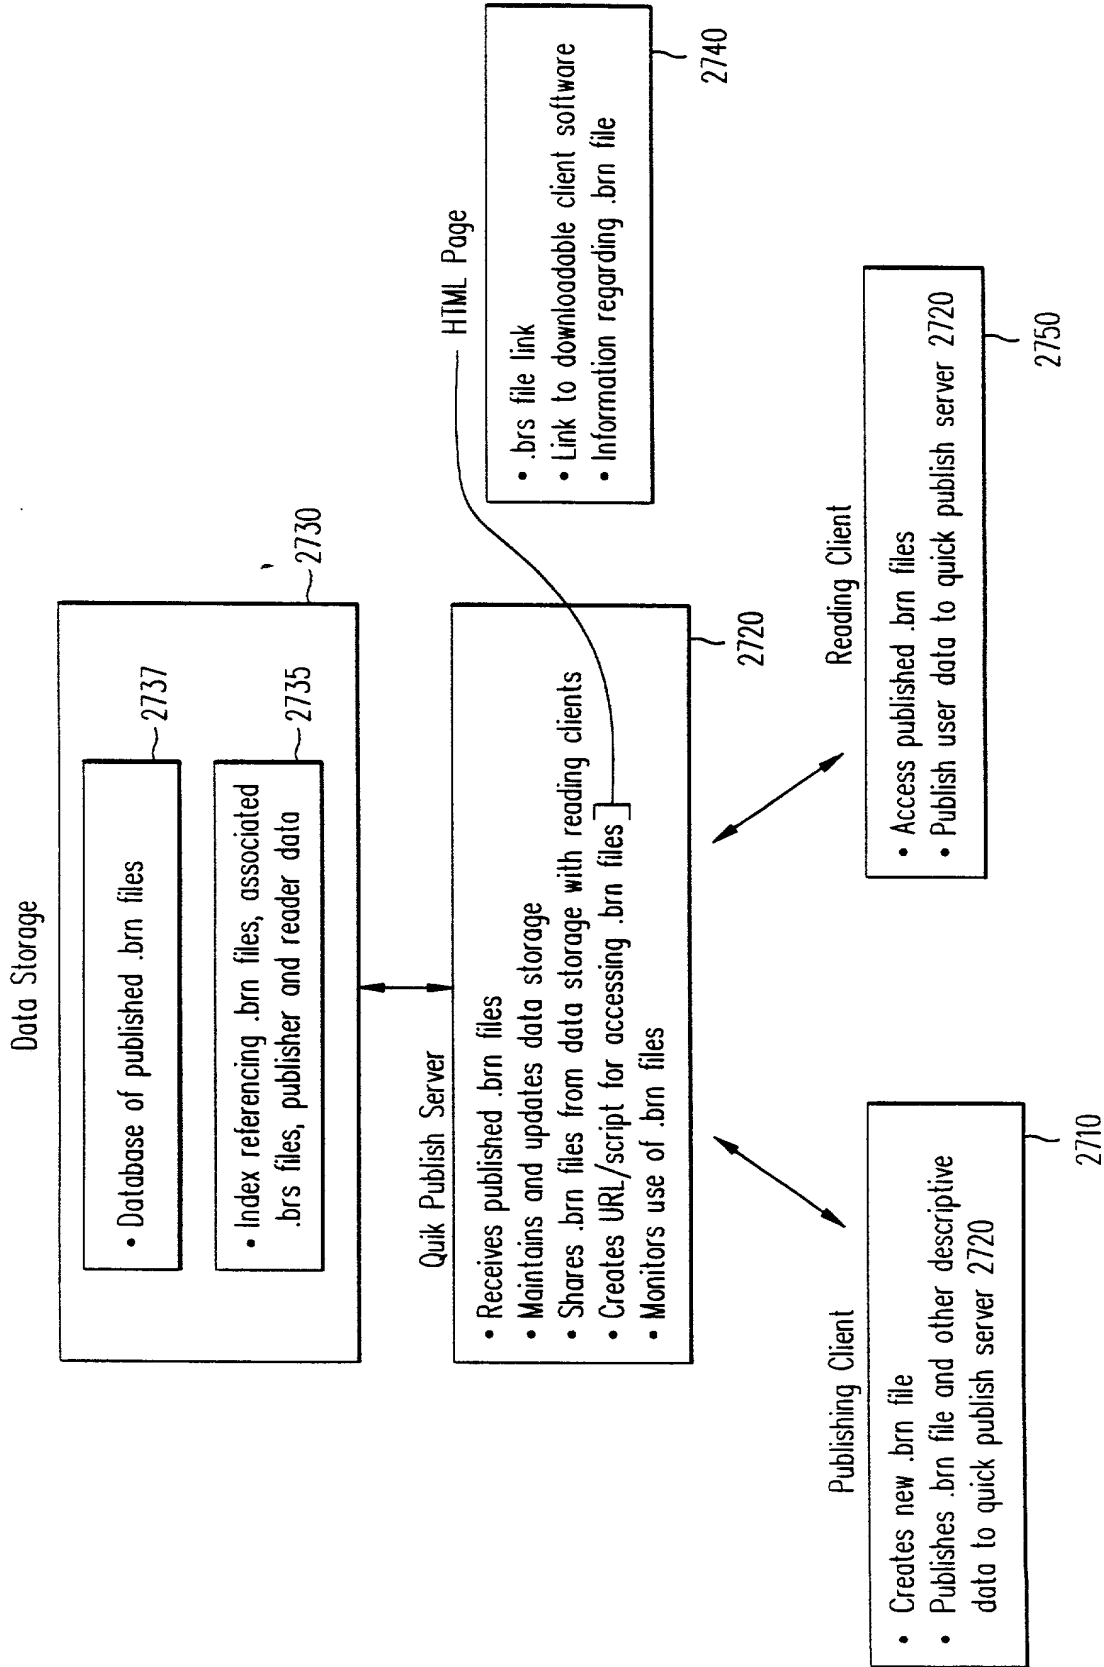 Data Storage
2730
2737
• Database of published .brn files
2735
• Index referencing .brn files, associated
.brs files, publisher and reader data
Quik Publish Server
• Receives published .brn files
• Maintains and updates data storage
• Shares .brn files from data storage with reading clients
• Creates URL/script for accessing .brn files
• Monitors use of .brn files
2720
HTML Page
• .brs file link
• Link to downloadable client software
• Information regarding .brn file
2740
Publishing Client
• Creates new .brn file
• Publishes .brn file and other descriptive
data to quick publish server 2720
2710
Reading Client
• Access published .brn files
• Publish user data to quick publish server 2720
2750